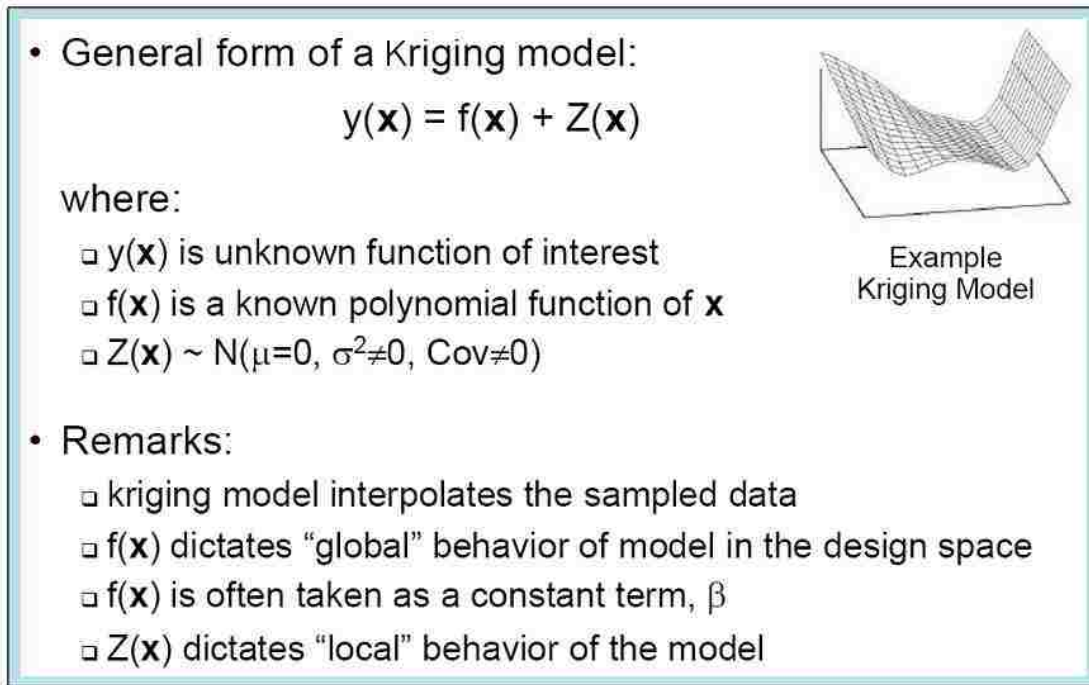 • General form of a Kriging model:
y(x) = f(x) + Z(x)
where:
❑ y(x) is unknown function of interest
❑ f(x) is a known polynomial function of x
❑ Z(x) ~ N(μ=0, σ²≠0, Cov≠0)
Example
Kriging Model
• Remarks:
❑ kriging model interpolates the sampled data
❑ f(x) dictates “global” behavior of model in the design space
❑ f(x) is often taken as a constant term, β
❑ Z(x) dictates “local” behavior of the model